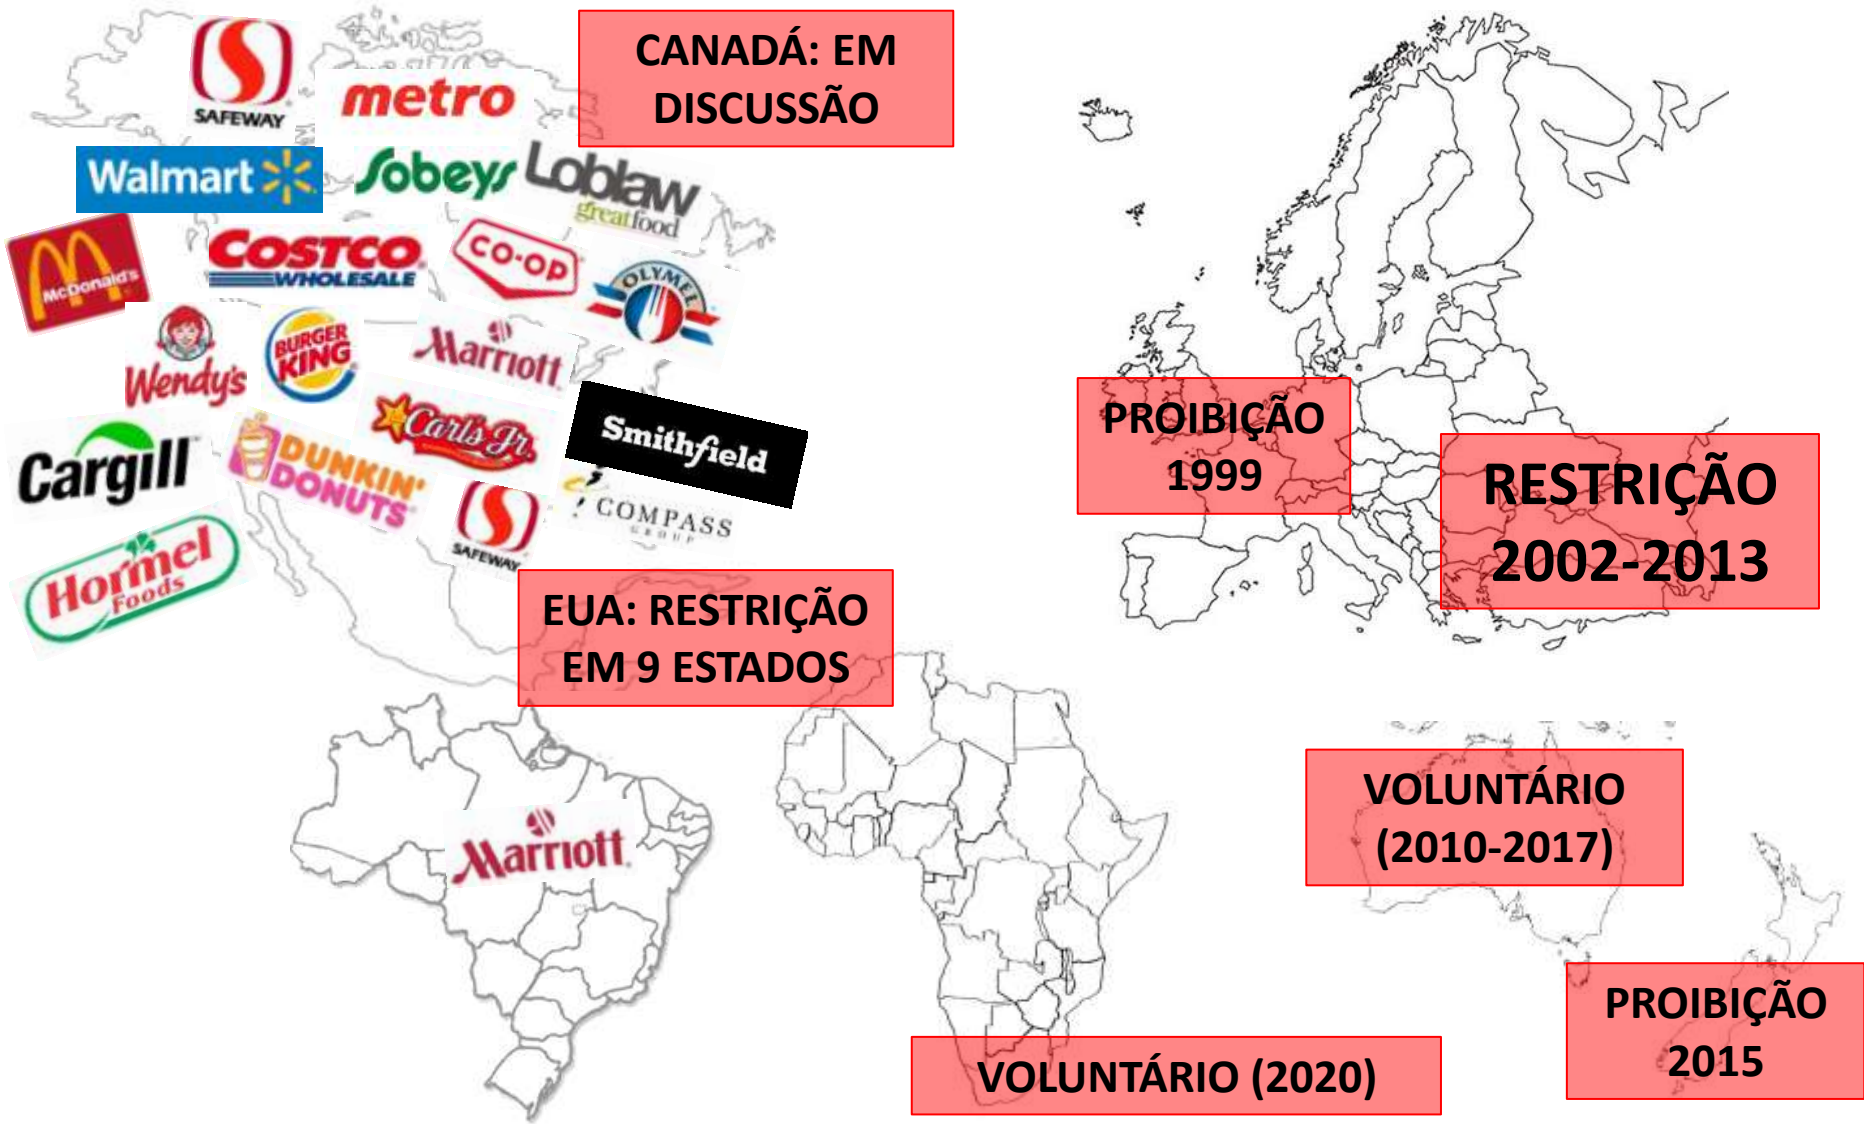 CANADÁ: EM
DISCUSSÃO
SAFEWAY
metro
Walmart
Sobeys
Loblaw
greatfood
McDonald's
COSTCO
WHOLESALE
CO-OP
OLYMEL
Wendy's
BURGER
KING
Marriott
Carl's Jr.
Smithfield
Cargill
DUNKIN'
DONUTS
SAFEWAY
COMPASS
GROUP
Hormel
Foods
PROIBIÇÃO
1999
RESTRIÇÃO
2002-2013
EUA: RESTRIÇÃO
EM 9 ESTADOS
Marriott
VOLUNTÁRIO
(2010-2017)
PROIBIÇÃO
2015
VOLUNTÁRIO (2020)